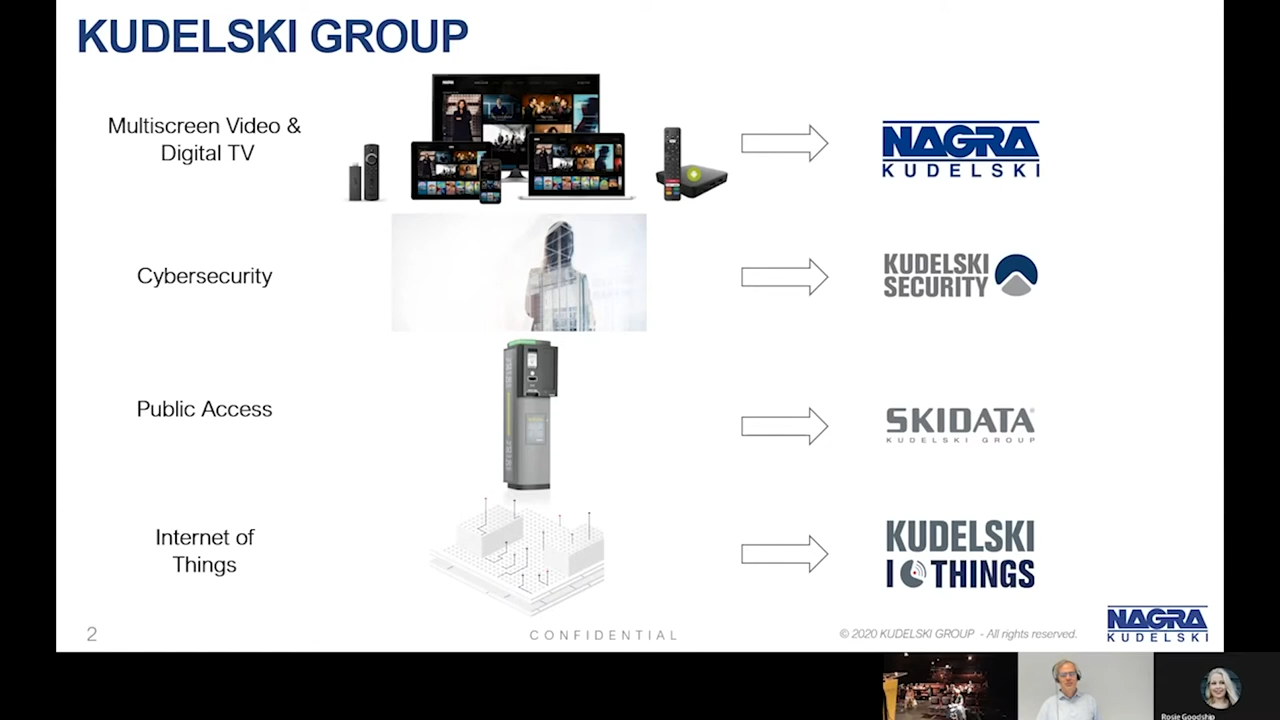 KUDELSKI GROUP
Multiscreen Video &
Digital TV
NAGRA
KUDELSKI
Cybersecurity
KUDELSKI
SECURITY
Public Access
SKIDATA
KUDELSKI GROUP
Internet of
Things
KUDELSKI
I THINGS
2
CONFIDENTIAL
© 2020 KUDELSKI GROUP - All rights reserved.
NAGRA
KUDELSKI
Rosie Goodship